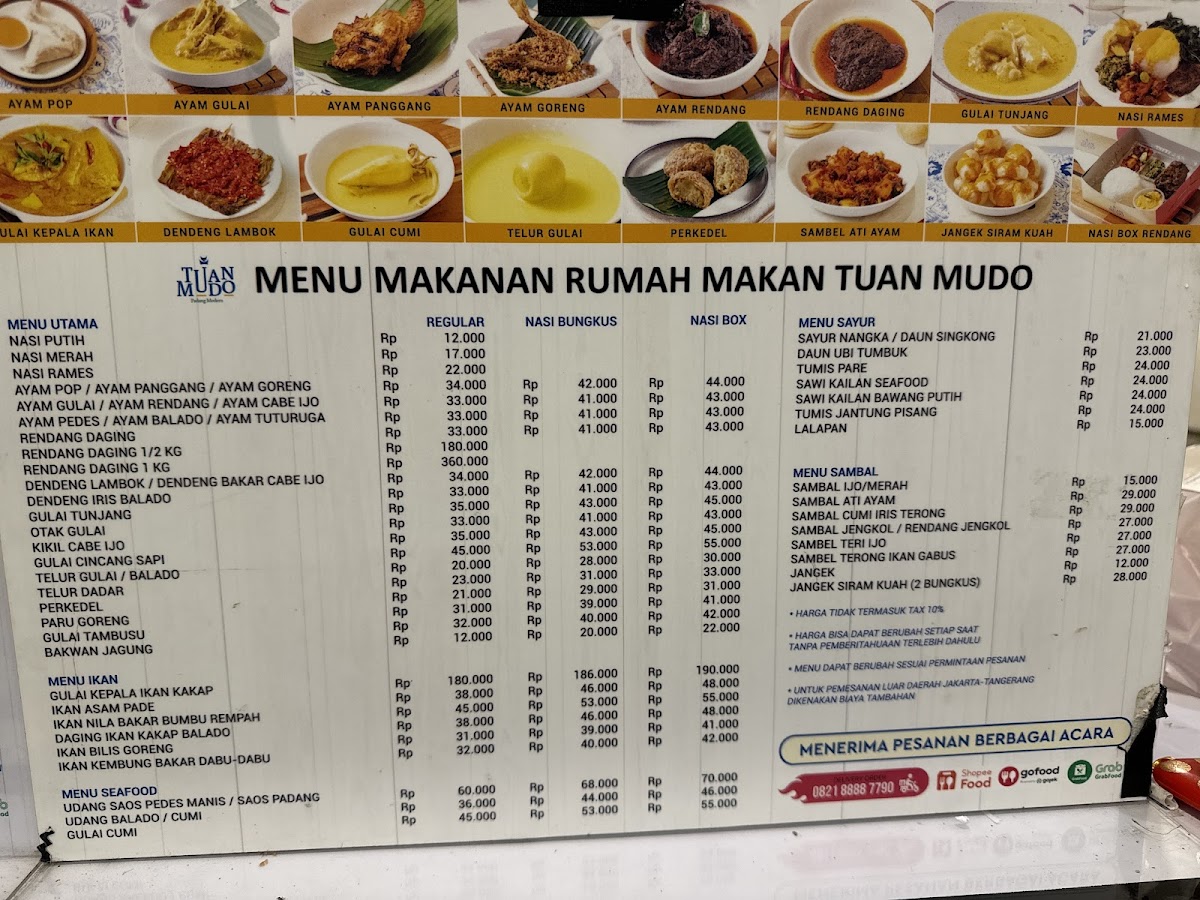 AYAM POP
AYAM GULAI
AYAM PANGGANG
AYAM GORENG
AYAM RENDANG
RENDANG DAGING
GULAI TUNJANG
NASI RAMES
ULAI KEPALA IKAN
DENDENG LAMBOK
GULAI CUMI
TELUR GULAI
PERKEDEL
SAMBEL ATI AYAM
JANGEK SIRAM KUAH
NASI BOX RENDANG
TUAN MUDO
Padang Modern
MENU MAKANAN RUMAH MAKAN TUAN MUDO
MENU UTAMA REGULAR NASI BUNGKUS NASI BOX
NASI PUTIH Rp 12.000
NASI MERAH Rp 17.000
NASI RAMES Rp 22.000
AYAM POP / AYAM PANGGANG / AYAM GORENG Rp 34.000 Rp 42.000 Rp 44.000
AYAM GULAI / AYAM RENDANG / AYAM CABE IJO Rp 33.000 Rp 41.000 Rp 43.000
AYAM PEDES / AYAM BALADO / AYAM TUTURUGA Rp 33.000 Rp 41.000 Rp 43.000
RENDANG DAGING Rp 33.000 Rp 41.000 Rp 43.000
RENDANG DAGING 1/2 KG Rp 180.000
RENDANG DAGING 1 KG Rp 360.000
DENDENG LAMBOK / DENDENG BAKAR CABE IJO Rp 34.000 Rp 42.000 Rp 44.000
DENDENG IRIS BALADO Rp 33.000 Rp 41.000 Rp 43.000
GULAI TUNJANG Rp 35.000 Rp 43.000 Rp 45.000
OTAK GULAI Rp 33.000 Rp 41.000 Rp 43.000
KIKIL CABE IJO Rp 35.000 Rp 43.000 Rp 45.000
GULAI CINCANG SAPI Rp 45.000 Rp 53.000 Rp 55.000
TELUR GULAI / BALADO Rp 20.000 Rp 28.000 Rp 30.000
TELUR DADAR Rp 23.000 Rp 31.000 Rp 33.000
PERKEDEL Rp 21.000 Rp 29.000 Rp 31.000
PARU GORENG Rp 31.000 Rp 39.000 Rp 41.000
GULAI TAMBUSU Rp 32.000 Rp 40.000 Rp 42.000
BAKWAN JAGUNG Rp 12.000 Rp 20.000 Rp 22.000
MENU IKAN
GULAI KEPALA IKAN KAKAP Rp 180.000 Rp 186.000 Rp 190.000
IKAN ASAM PADE Rp 38.000 Rp 46.000 Rp 48.000
IKAN NILA BAKAR BUMBU REMPAH Rp 45.000 Rp 53.000 Rp 55.000
DAGING IKAN KAKAP BALADO Rp 38.000 Rp 46.000 Rp 48.000
IKAN BILIS GORENG Rp 31.000 Rp 39.000 Rp 41.000
IKAN KEMBUNG BAKAR DABU-DABU Rp 32.000 Rp 40.000 Rp 42.000
MENU SEAFOOD
UDANG SAOS PEDES MANIS / SAOS PADANG Rp 60.000 Rp 68.000 Rp 70.000
UDANG BALADO / CUMI Rp 36.000 Rp 44.000 Rp 46.000
GULAI CUMI Rp 45.000 Rp 53.000 Rp 55.000
MENU SAYUR
SAYUR NANGKA / DAUN SINGKONG Rp 21.000
DAUN UBI TUMBUK Rp 23.000
TUMIS PARE Rp 24.000
SAWI KAILAN SEAFOOD Rp 24.000
SAWI KAILAN BAWANG PUTIH Rp 24.000
TUMIS JANTUNG PISANG Rp 24.000
LALAPAN Rp 15.000
MENU SAMBAL
SAMBAL IJO/MERAH Rp 15.000
SAMBAL ATI AYAM Rp 29.000
SAMBAL CUMI IRIS TERONG Rp 29.000
SAMBAL JENGKOL / RENDANG JENGKOL Rp 27.000
SAMBEL TERI IJO Rp 27.000
SAMBEL TERONG IKAN GABUS Rp 27.000
JANGEK Rp 12.000
JANGEK SIRAM KUAH (2 BUNGKUS) Rp 28.000
• HARGA TIDAK TERMASUK TAX 10%
• HARGA BISA DAPAT BERUBAH SETIAP SAAT
TANPA PEMBERITAHUAAN TERLEBIH DAHULU
• MENU DAPAT BERUBAH SESUAI PERMINTAAN PESANAN
• UNTUK PEMESANAN LUAR DAERAH JAKARTA-TANGERANG
DIKENAKAN BIAYA TAMBAHAN
MENERIMA PESANAN BERBAGAI ACARA
DELIVERY ORDER
0821 8888 7790
Shopee Food
gofood
gojek
Grab
GrabFood